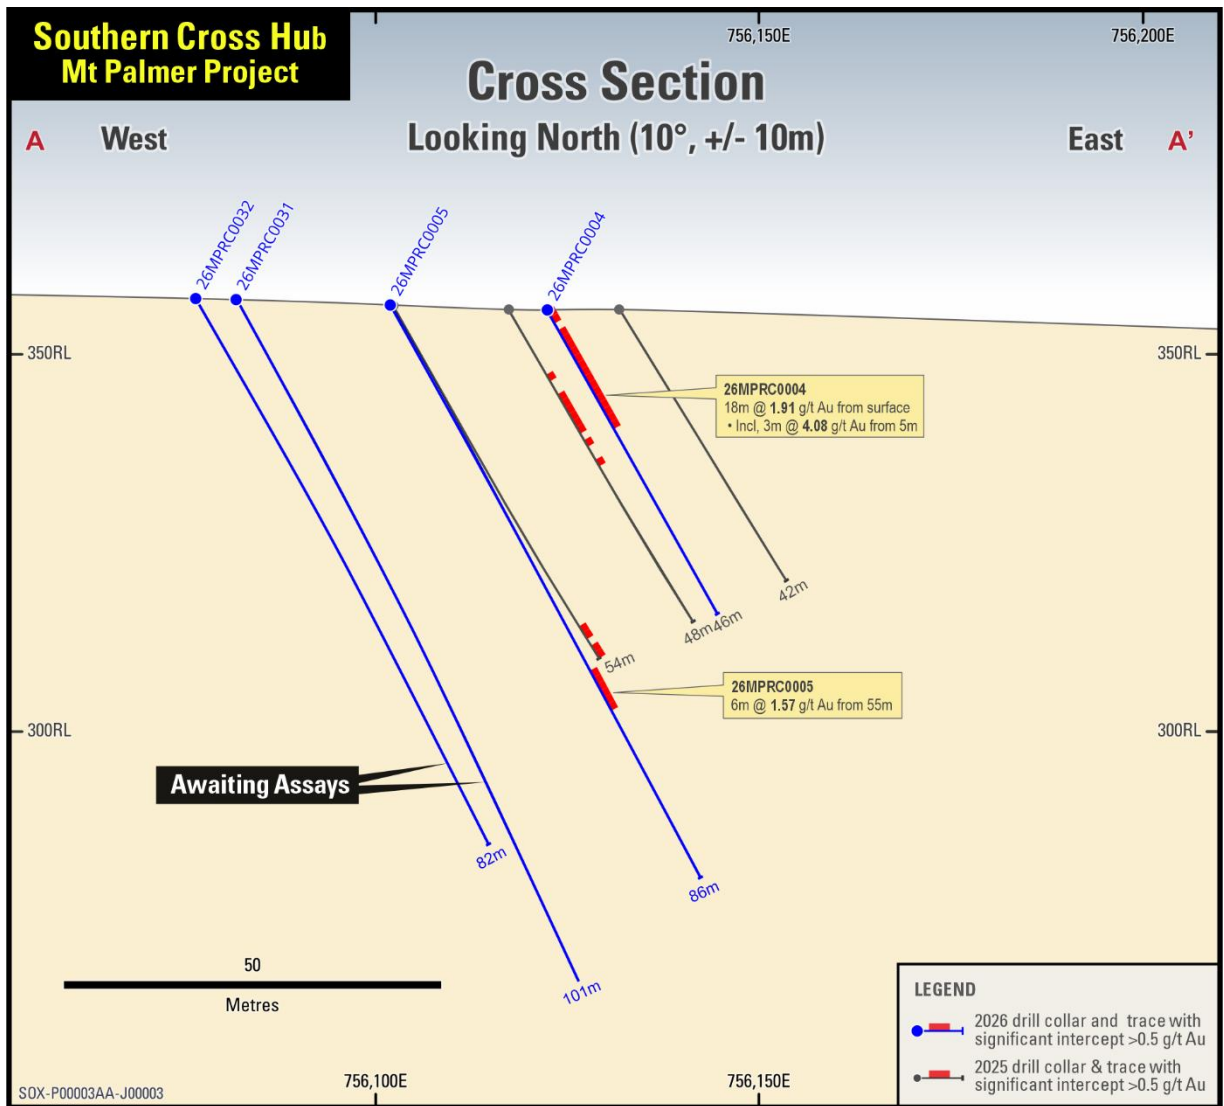 Southern Cross Hub
Mt Palmer Project
756,150E
756,200E
Cross Section
Looking North (10°, +/- 10m)
A
West
East
A'
26MPRC0032
26MPRC0031
26MPRC0005
26MPRC0004
350RL
350RL
26MPRC0004
18m @ 1.91 g/t Au from surface
• Incl, 3m @ 4.08 g/t Au from 5m
42m
48m
46m
54m
26MPRC0005
6m @ 1.57 g/t Au from 55m
300RL
300RL
Awaiting Assays
82m
86m
101m
50
Metres
LEGEND
2026 drill collar and trace with
significant intercept >0.5 g/t Au
2025 drill collar & trace with
significant intercept >0.5 g/t Au
756,100E
756,150E
SOX-P00003AA-J00003